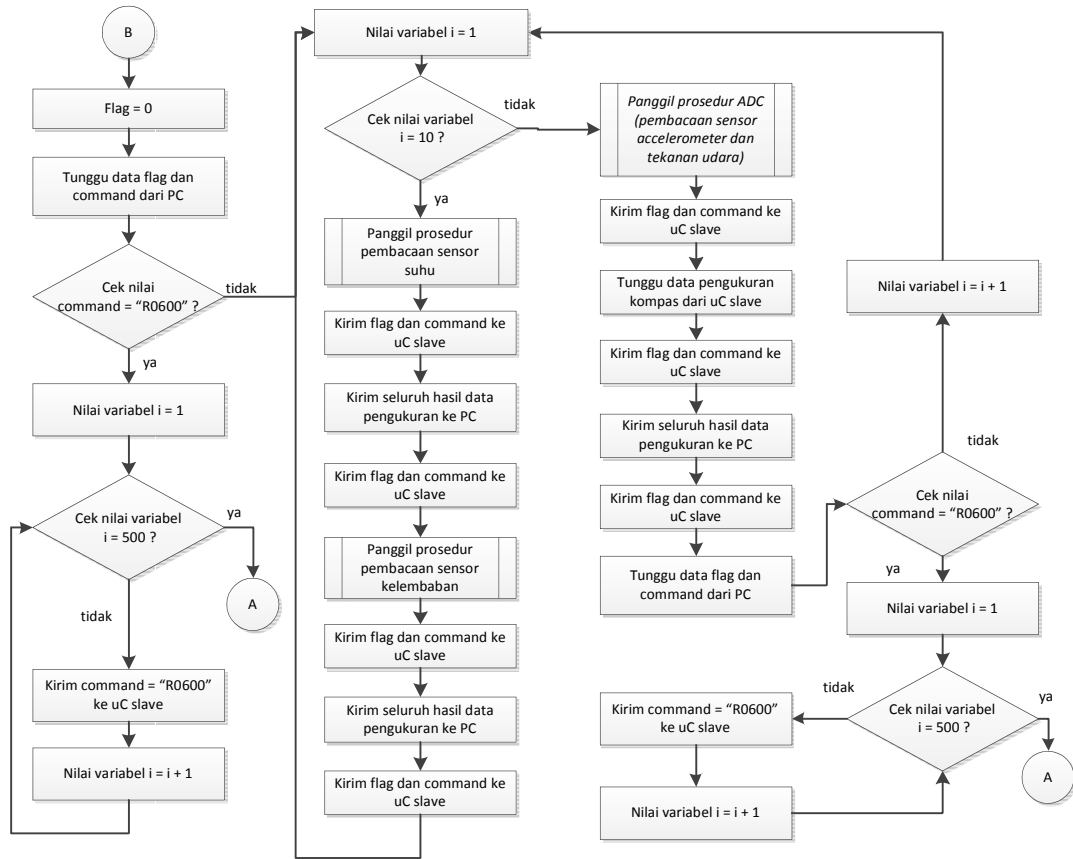 B
Flag = 0
Tunggu data flag dan
command dari PC
Cek nilai
command = “R0600” ?
tidak
ya
Nilai variabel i = 1
Cek nilai variabel
i = 500 ?
ya
A
tidak
Kirim command = “R0600”
ke uC slave
Nilai variabel i = i + 1
Nilai variabel i = 1
Cek nilai variabel
i = 10 ?
tidak
ya
Panggil prosedur
pembacaan sensor
suhu
Kirim flag dan command ke
uC slave
Kirim seluruh hasil data
pengukuran ke PC
Kirim flag dan command ke
uC slave
Panggil prosedur
pembacaan sensor
kelembaban
Kirim flag dan command ke
uC slave
Kirim seluruh hasil data
pengukuran ke PC
Kirim flag dan command ke
uC slave
Panggil prosedur ADC
(pembacaan sensor
accelerometer dan
tekanan udara)
Kirim flag dan command ke
uC slave
Tunggu data pengukuran
kompas dari uC slave
Kirim flag dan command ke
uC slave
Kirim seluruh hasil data
pengukuran ke PC
Kirim flag dan command ke
uC slave
Tunggu data flag dan
command dari PC
Nilai variabel i = i + 1
tidak
Cek nilai
command = “R0600” ?
ya
Nilai variabel i = 1
tidak
Cek nilai variabel
i = 500 ?
ya
A
Kirim command = “R0600”
ke uC slave
Nilai variabel i = i + 1